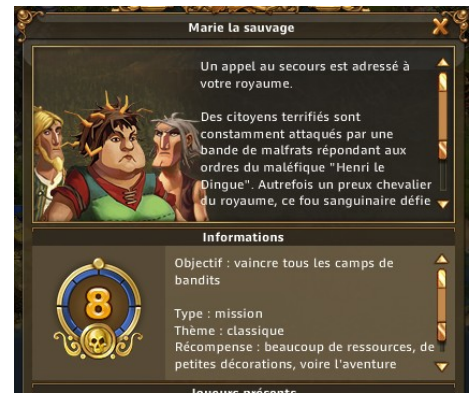 Marie la sauvage
Un appel au secours est adressé à
votre royaume.
Des citoyens terrifiés sont
constamment attaqués par une
bande de malfrats répondant aux
ordres du maléfique "Henri le
Dingue". Autrefois un preux chevalier
du royaume, ce fou sanguinaire défie
Informations
8
Objectif : vaincre tous les camps de
bandits
Type : mission
Thème : classique
Récompense : beaucoup de ressources, de
petites décorations, voire l'aventure
Joueurs présents